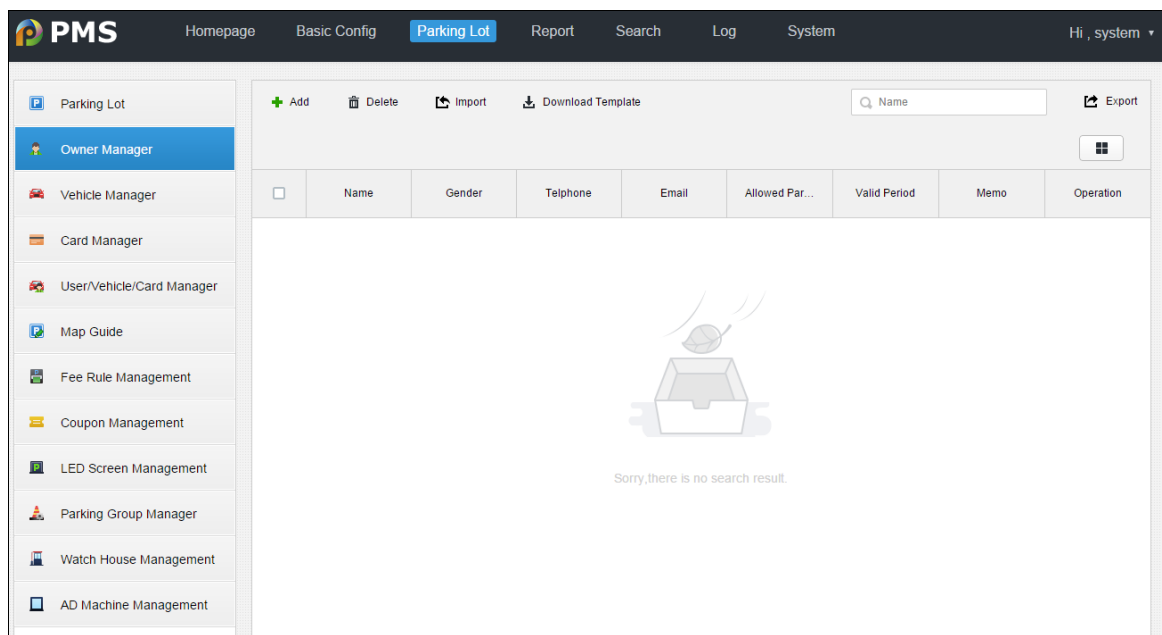 PMS Homepage Basic Config Parking Lot Report Search Log System Hi , system
Parking Lot
Owner Manager
Vehicle Manager
Card Manager
User/Vehicle/Card Manager
Map Guide
Fee Rule Management
Coupon Management
LED Screen Management
Parking Group Manager
Watch House Management
AD Machine Management
Add Delete Import Download Template Name Export
Name Gender Telphone Email Allowed Par... Valid Period Memo Operation
Sorry,there is no search result.